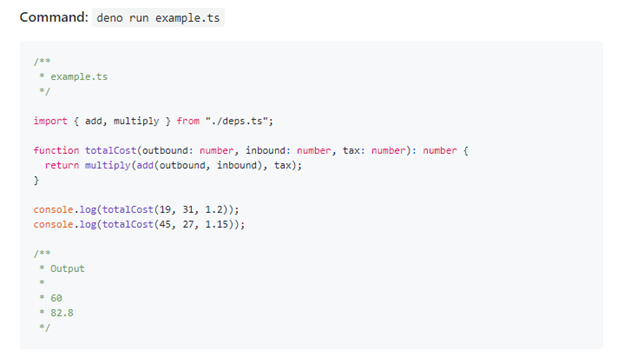 Command: deno run example.ts
/**
 * example.ts
 */
import { add, multiply } from "./deps.ts";
function totalCost(outbound: number, inbound: number, tax: number): number {
  return multiply(add(outbound, inbound), tax);
}
console.log(totalCost(19, 31, 1.2));
console.log(totalCost(45, 27, 1.15));
/**
 * Output
 *
 * 60
 * 82.8
 */